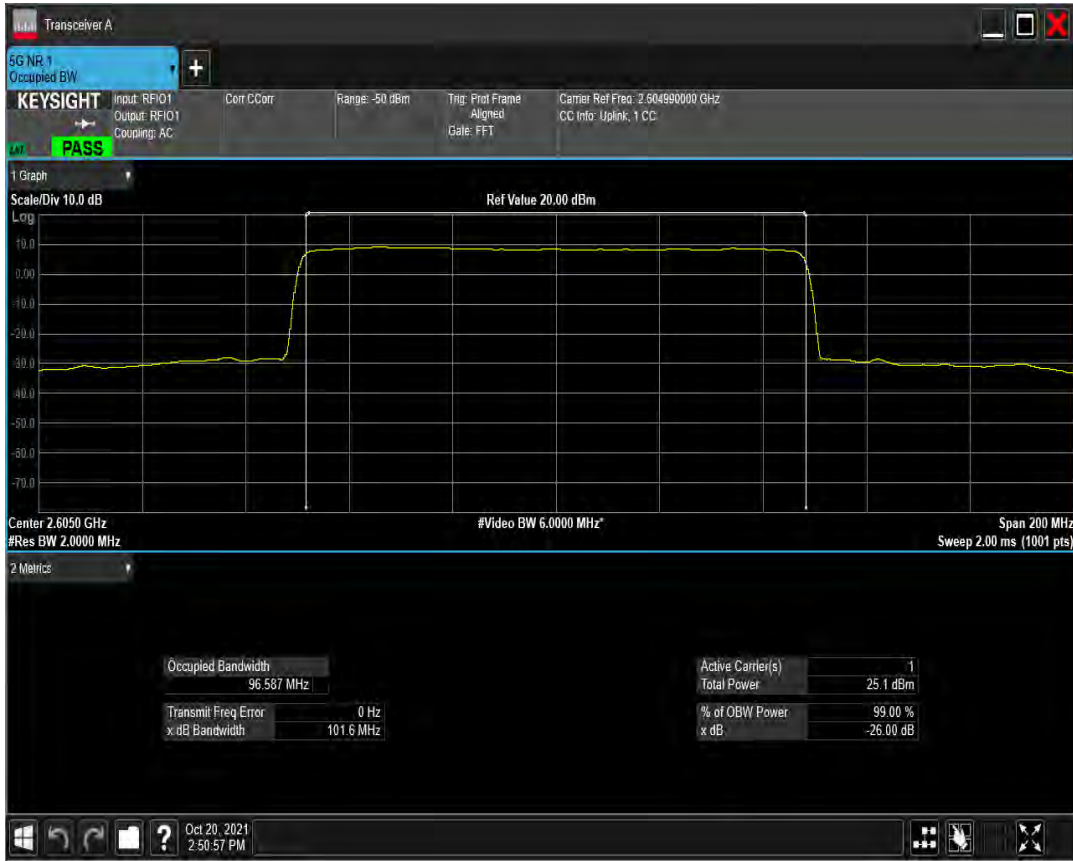 Transceiver A
5G NR 1
Occupied BW
+
KEYSIGHT
Input: RFIO1
Output: RFIO1
Coupling: AC
Corr CCorr
Range: -50 dBm
Trig: Prot Frame
Aligned
Gate: FFT
Carrier Ref Freq: 2.604990000 GHz
CC Info: Uplink, 1 CC
PASS
1 Graph
Scale/Div 10.0 dB
Ref Value 20.00 dBm
Log
10.0
0.00
-10.0
-20.0
-30.0
-40.0
-50.0
-60.0
-70.0
Center 2.6050 GHz
#Video BW 6.0000 MHz*
Span 200 MHz
#Res BW 2.0000 MHz
Sweep 2.00 ms (1001 pts)
2 Metrics
Occupied Bandwidth
96.587 MHz
Transmit Freq Error 0 Hz
x dB Bandwidth 101.6 MHz
Active Carrier(s) 1
Total Power 25.1 dBm
% of OBW Power 99.00 %
x dB -26.00 dB
?
Oct 20, 2021
2:50:57 PM